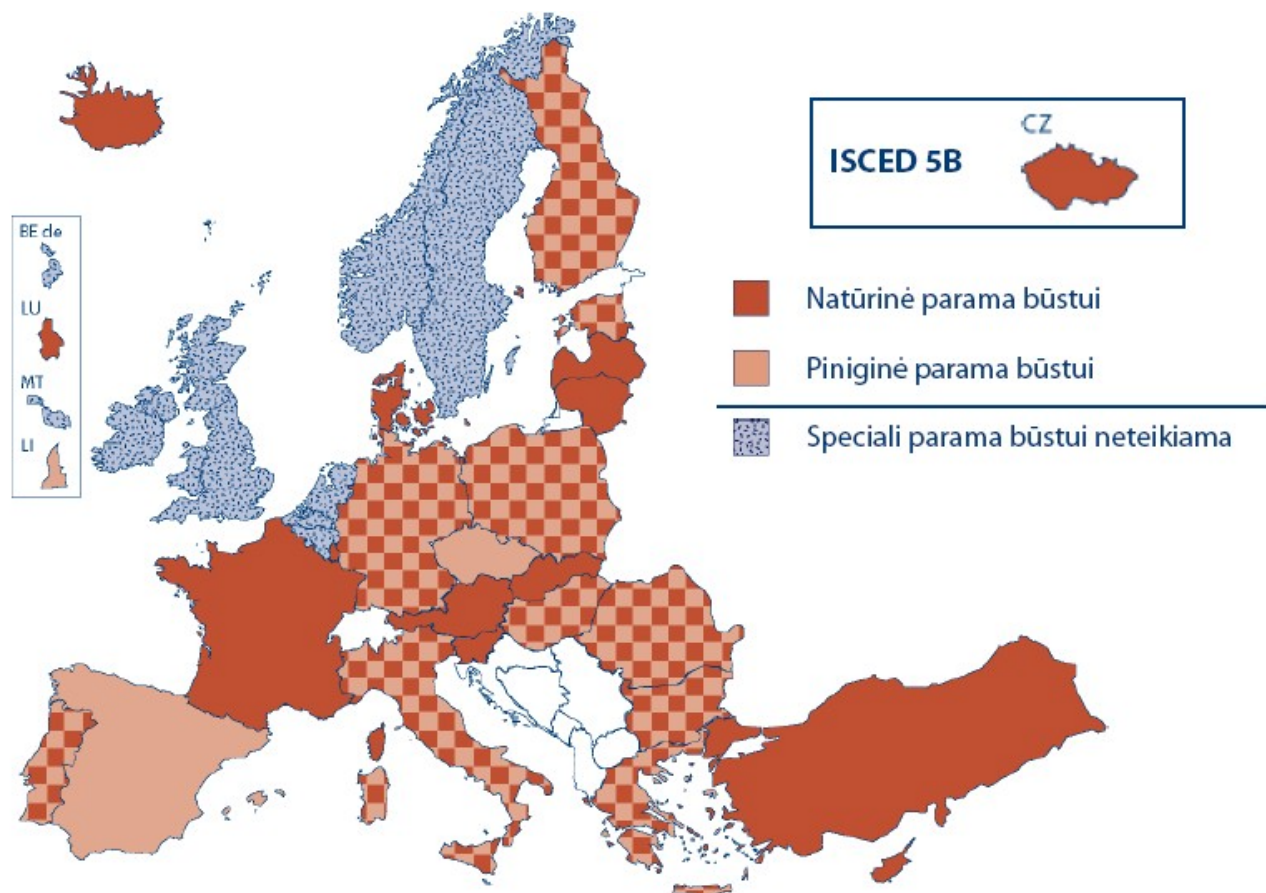 CZ
ISCED 5B
BE de
LU
MT
LI
Natūrinė parama būstui
Piniginė parama būstui
Speciali parama būstui neteikiama